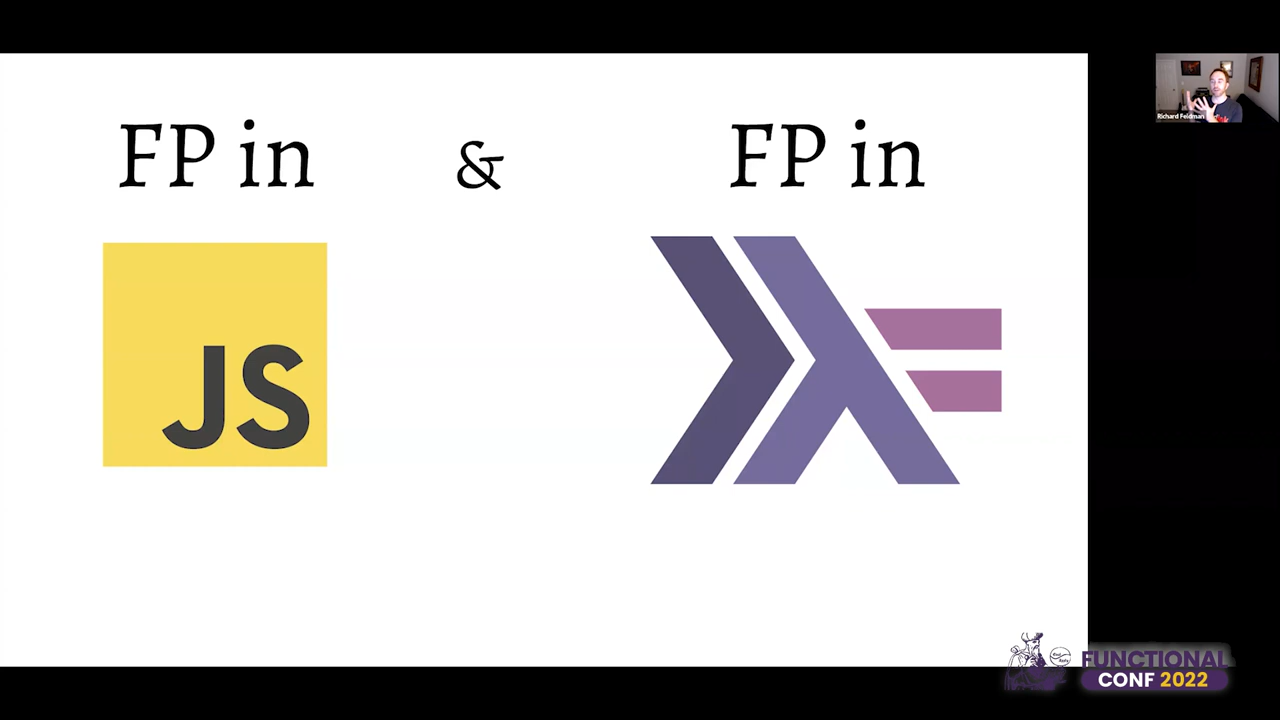 FP in & FP in
JS
Richard Feldman
FUNCTIONAL
CONF 2022